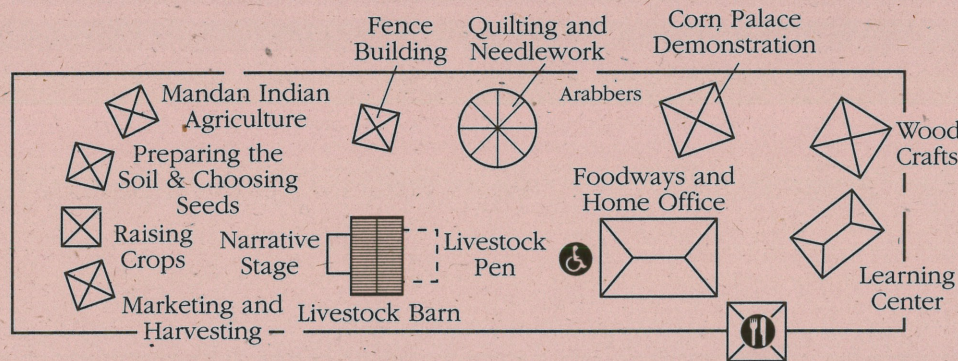 Fence
Building
Quilting and
Needlework
Corn Palace
Demonstration
Mandan Indian
Agriculture
Arabbers
Wood
Crafts
Preparing the
Soil & Choosing
Seeds
Foodways and
Home Office
Raising
Crops
Narrative
Stage
Livestock
Pen
Learning
Center
Marketing and
Harvesting
Livestock Barn